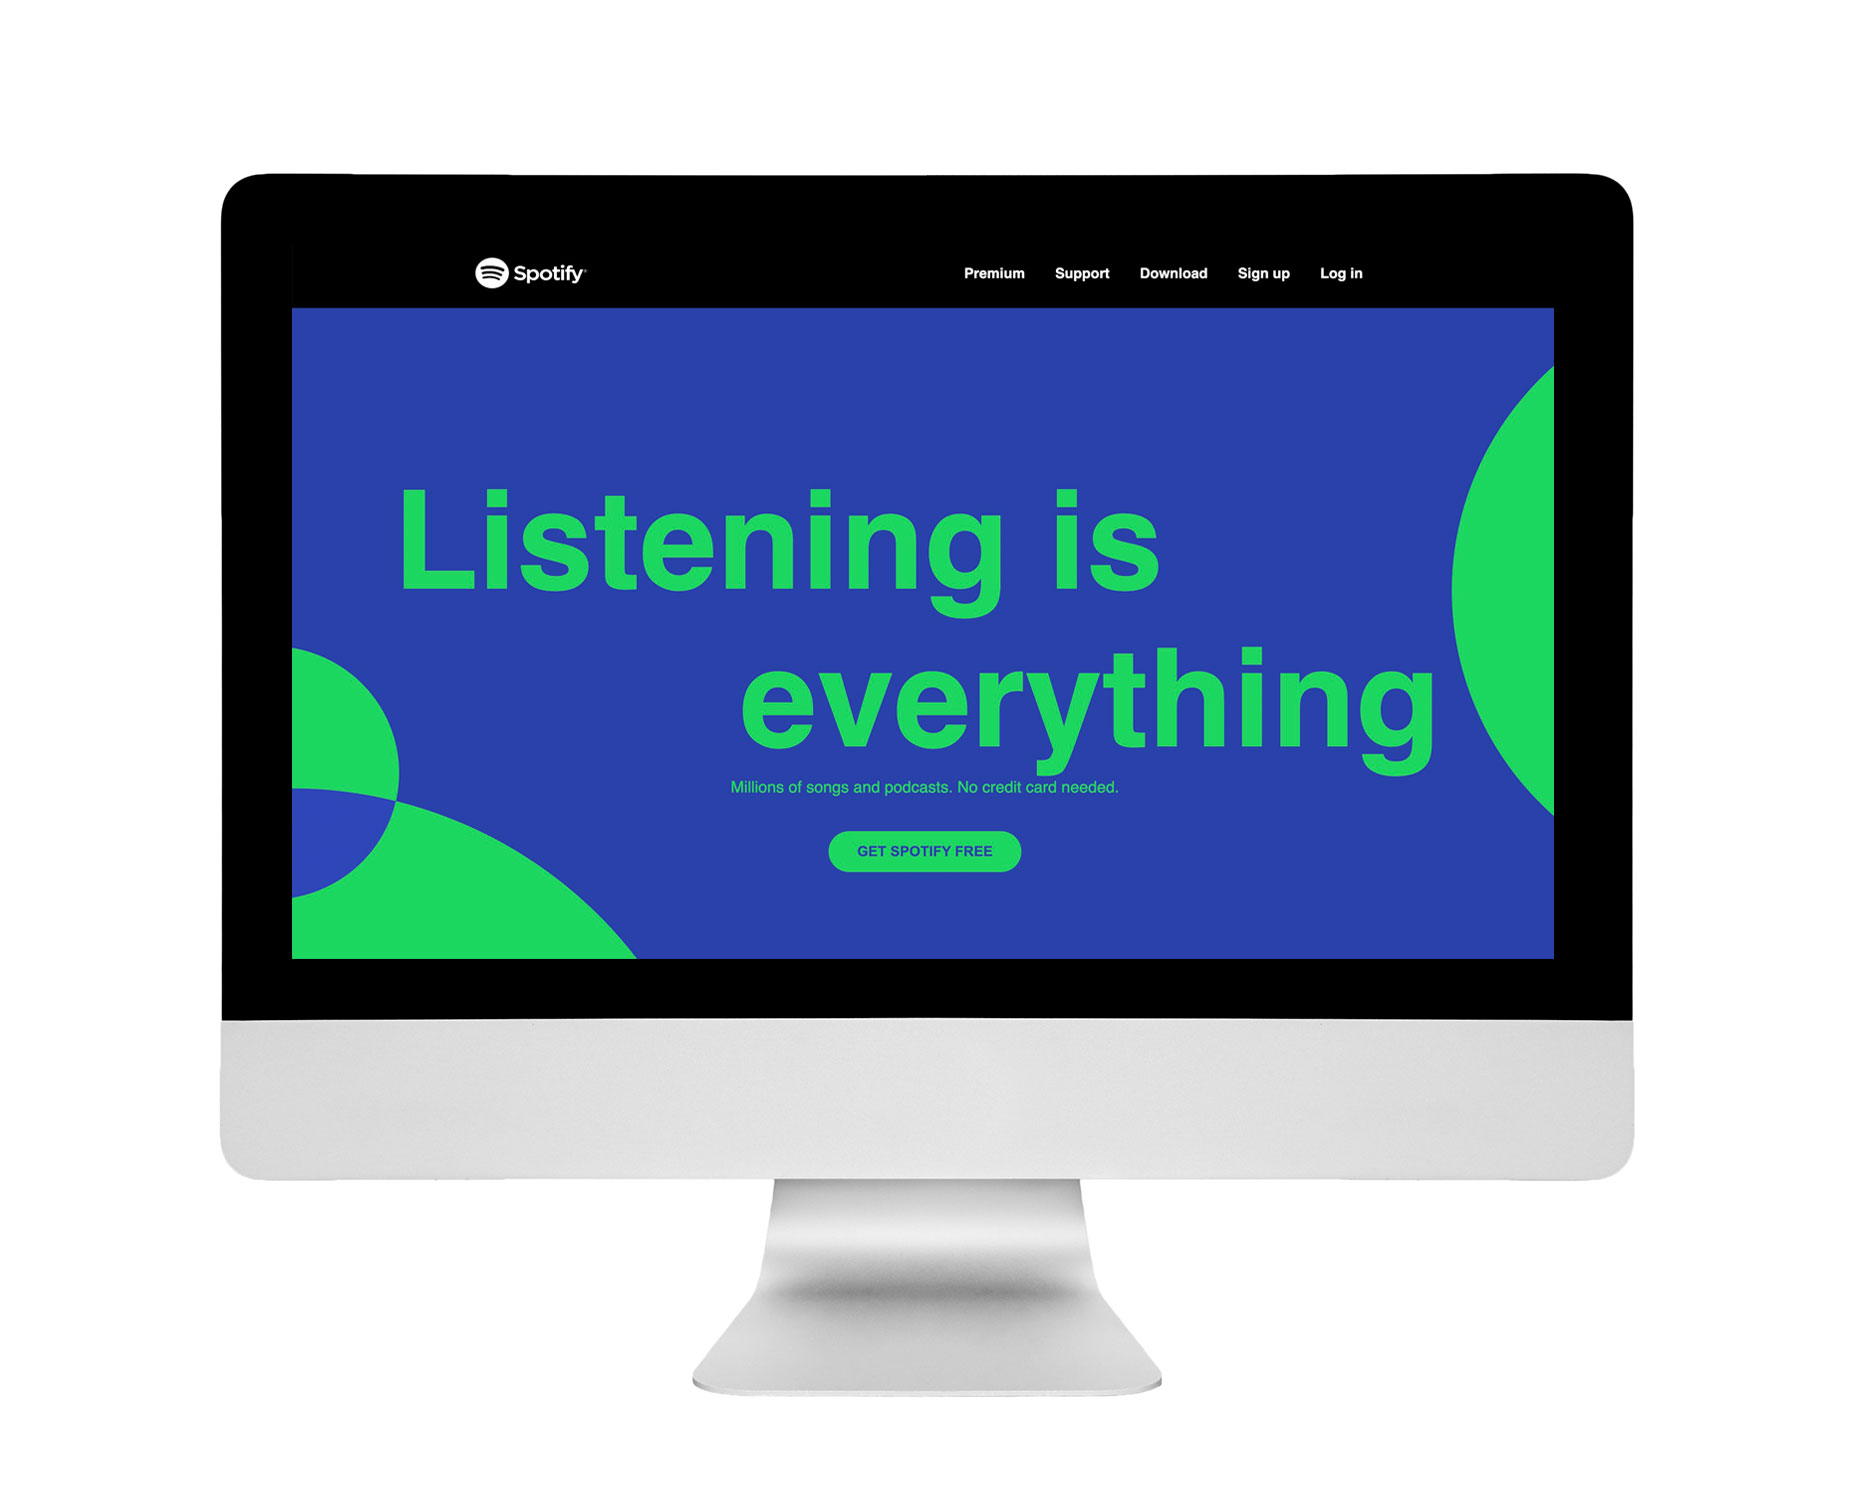 Spotify
Premium Support Download Sign up Log in
Listening is
everything
Millions of songs and podcasts. No credit card needed.
GET SPOTIFY FREE